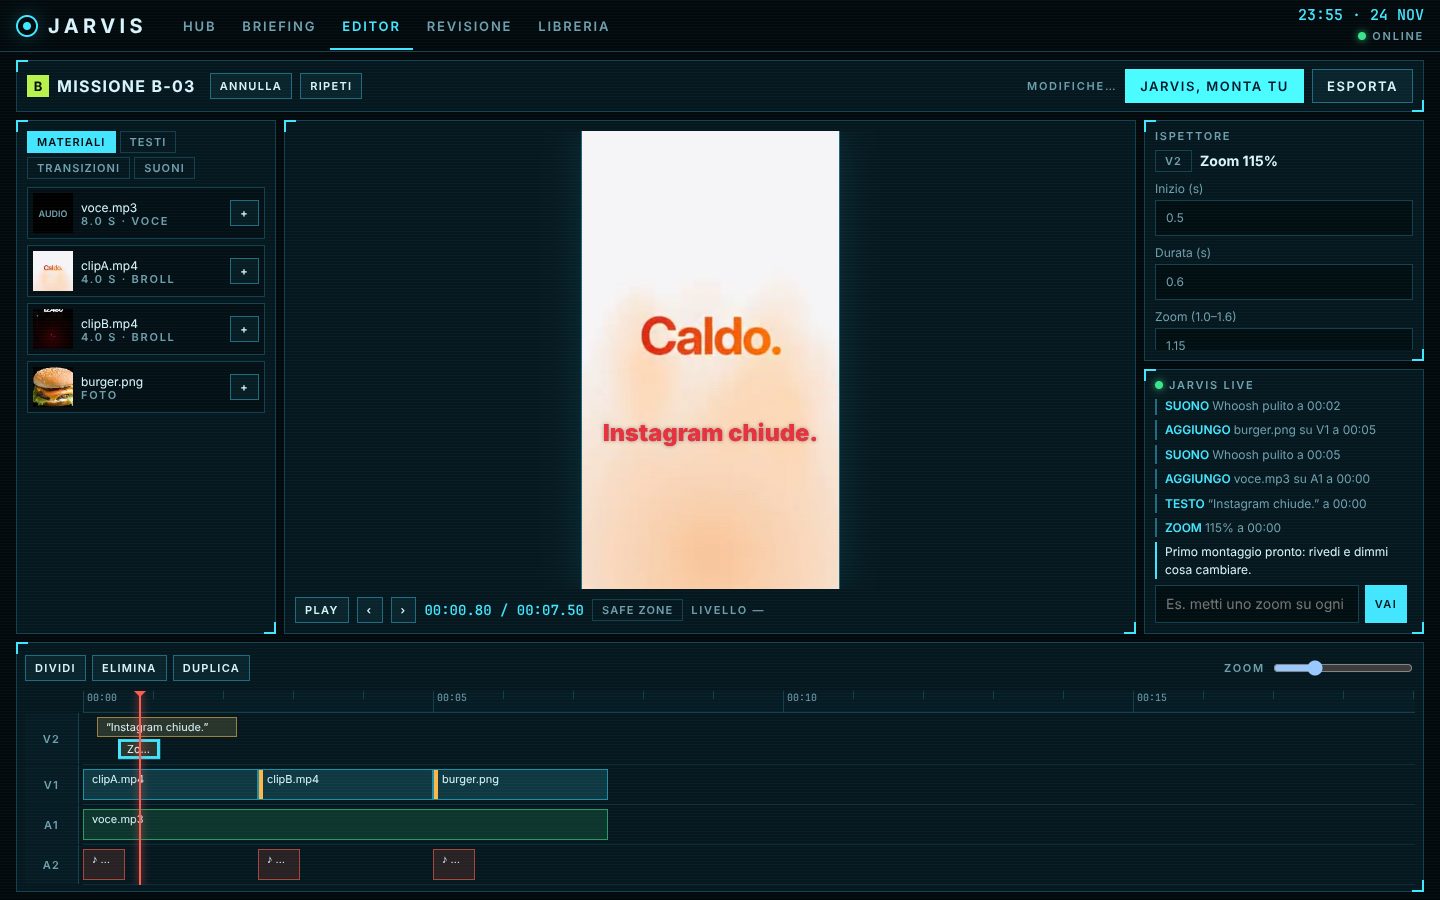 JARVIS
HUB
BRIEFING
EDITOR
REVISIONE
LIBRERIA
23:55 · 24 NOV
ONLINE
B
MISSIONE B-03
ANNULLA
RIPETI
MODIFICHE…
JARVIS, MONTA TU
ESPORTA
MATERIALI
TESTI
TRANSIZIONI
SUONI
AUDIO
voce.mp3
8.0 S · VOCE
+
Caldo.
clipA.mp4
4.0 S · BROLL
+
clipB.mp4
4.0 S · BROLL
+
burger.png
FOTO
+
Caldo.
Instagram chiude.
PLAY
‹
›
00:00.80 / 00:07.50
SAFE ZONE
LIVELLO —
ISPETTORE
V2
Zoom 115%
Inizio (s)
0.5
Durata (s)
0.6
Zoom (1.0–1.6)
1.15
JARVIS LIVE
SUONO Whoosh pulito a 00:02
AGGIUNGO burger.png su V1 a 00:05
SUONO Whoosh pulito a 00:05
AGGIUNGO voce.mp3 su A1 a 00:00
TESTO “Instagram chiude.” a 00:00
ZOOM 115% a 00:00
Primo montaggio pronto: rivedi e dimmi
cosa cambiare.
Es. metti uno zoom su ogni
VAI
DIVIDI
ELIMINA
DUPLICA
ZOOM
00:00
00:05
00:10
00:15
V2
“Instagram chiude.”
Zo…
V1
clipA.mp4
clipB.mp4
burger.png
A1
voce.mp3
A2
♪ …
♪ …
♪ …